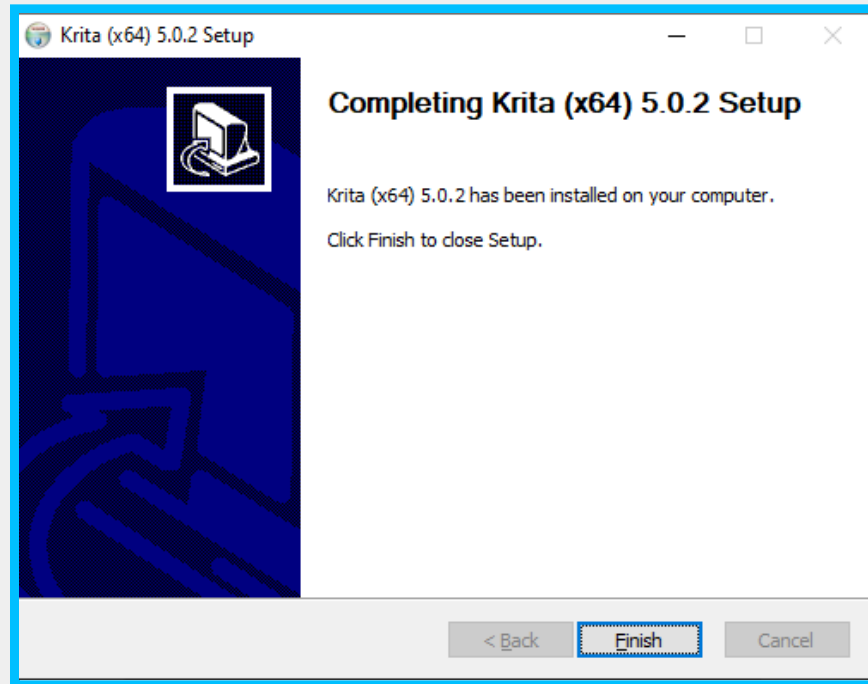 Krita (x64) 5.0.2 Setup
Completing Krita (x64) 5.0.2 Setup
Krita (x64) 5.0.2 has been installed on your computer.
Click Finish to close Setup.
< Back Finish Cancel